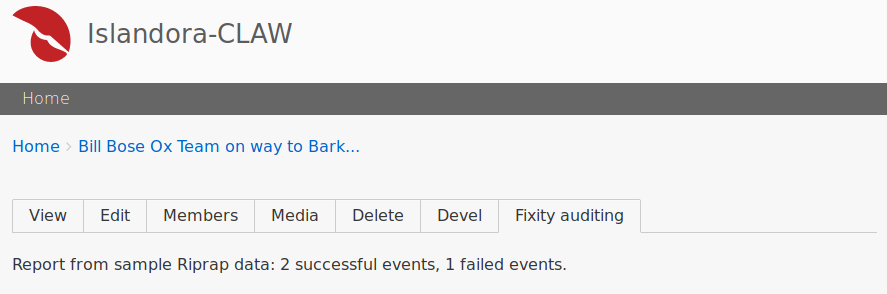 Islandora-CLAW
Home
Home › Bill Bose Ox Team on way to Bark...
View Edit Members Media Delete Devel Fixity auditing
Report from sample Riprap data: 2 successful events, 1 failed events.